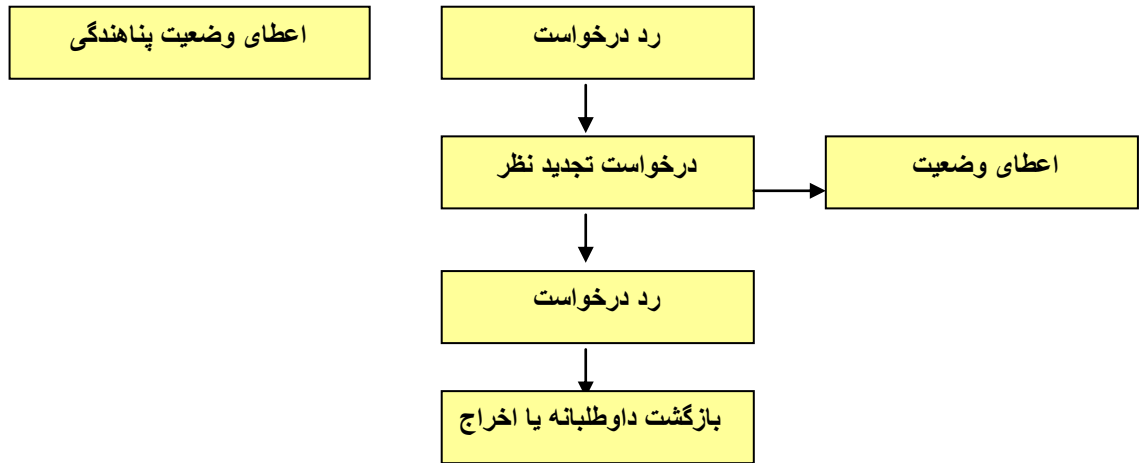 رد درخواست
اعطای وضعیت پناهندگی
درخواست تجدید نظر
اعطای وضعیت
رد درخواست
بازگشت داوطلبانه یا اخراج